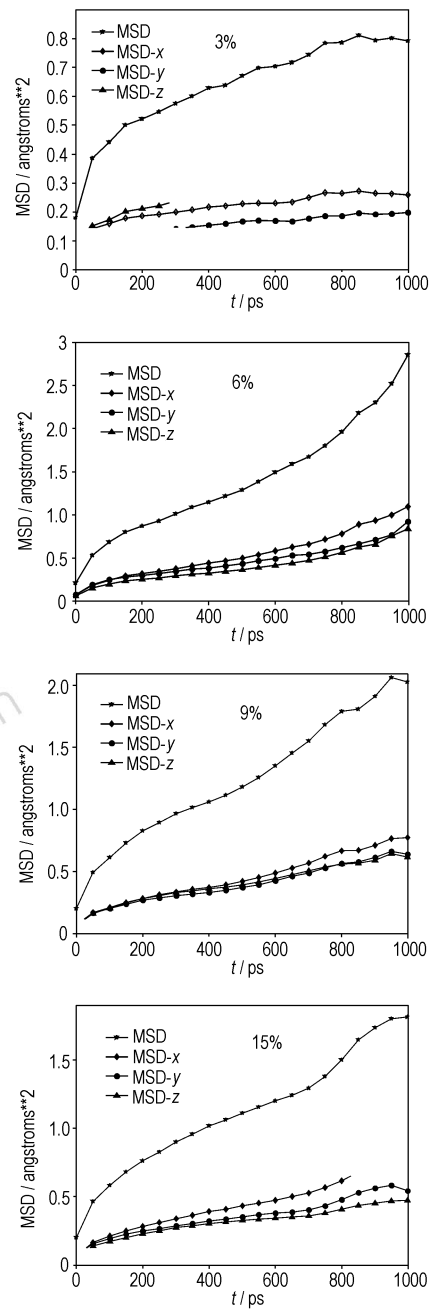 0.8
MSD
3%
MSD-x
0.7
MSD-y
0.6
MSD-z
0.5
0.4
0.3
0.2
0.1
0
MSD / angstroms**2
0 200 400 600 800 1000
t / ps
3
MSD
6%
MSD-x
2.5
MSD-y
MSD-z
2.0
1.5
1.0
0.5
0
MSD / angstroms**2
0 200 400 600 800 1000
t / ps
2.0
MSD
9%
MSD-x
1.5
MSD-y
MSD-z
1.0
0.5
0
MSD / angstroms**2
0 200 400 600 800 1000
t / ps
MSD
15%
1.5
MSD-x
MSD-y
MSD-z
1.0
0.5
0
MSD / angstroms**2
0 200 400 600 800 1000
t / ps